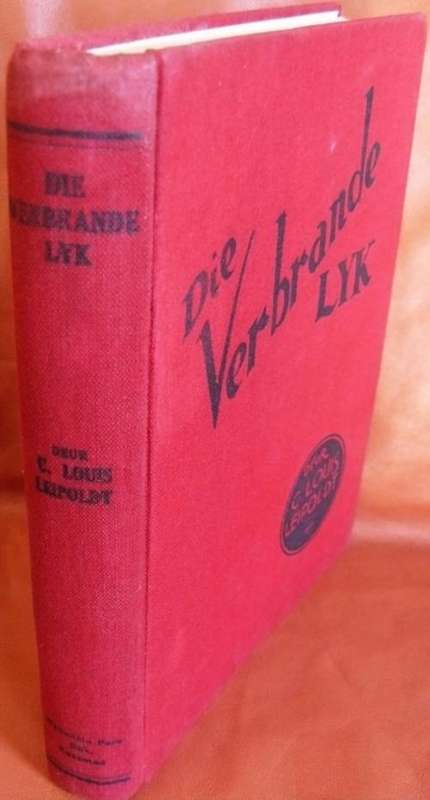 DIE
VERBRANDE
LYK
DEUR
C. LOUIS
LEIPOLDT
Die
Verbrande
LYK
DEUR
C. LOUIS
LEIPOLDT